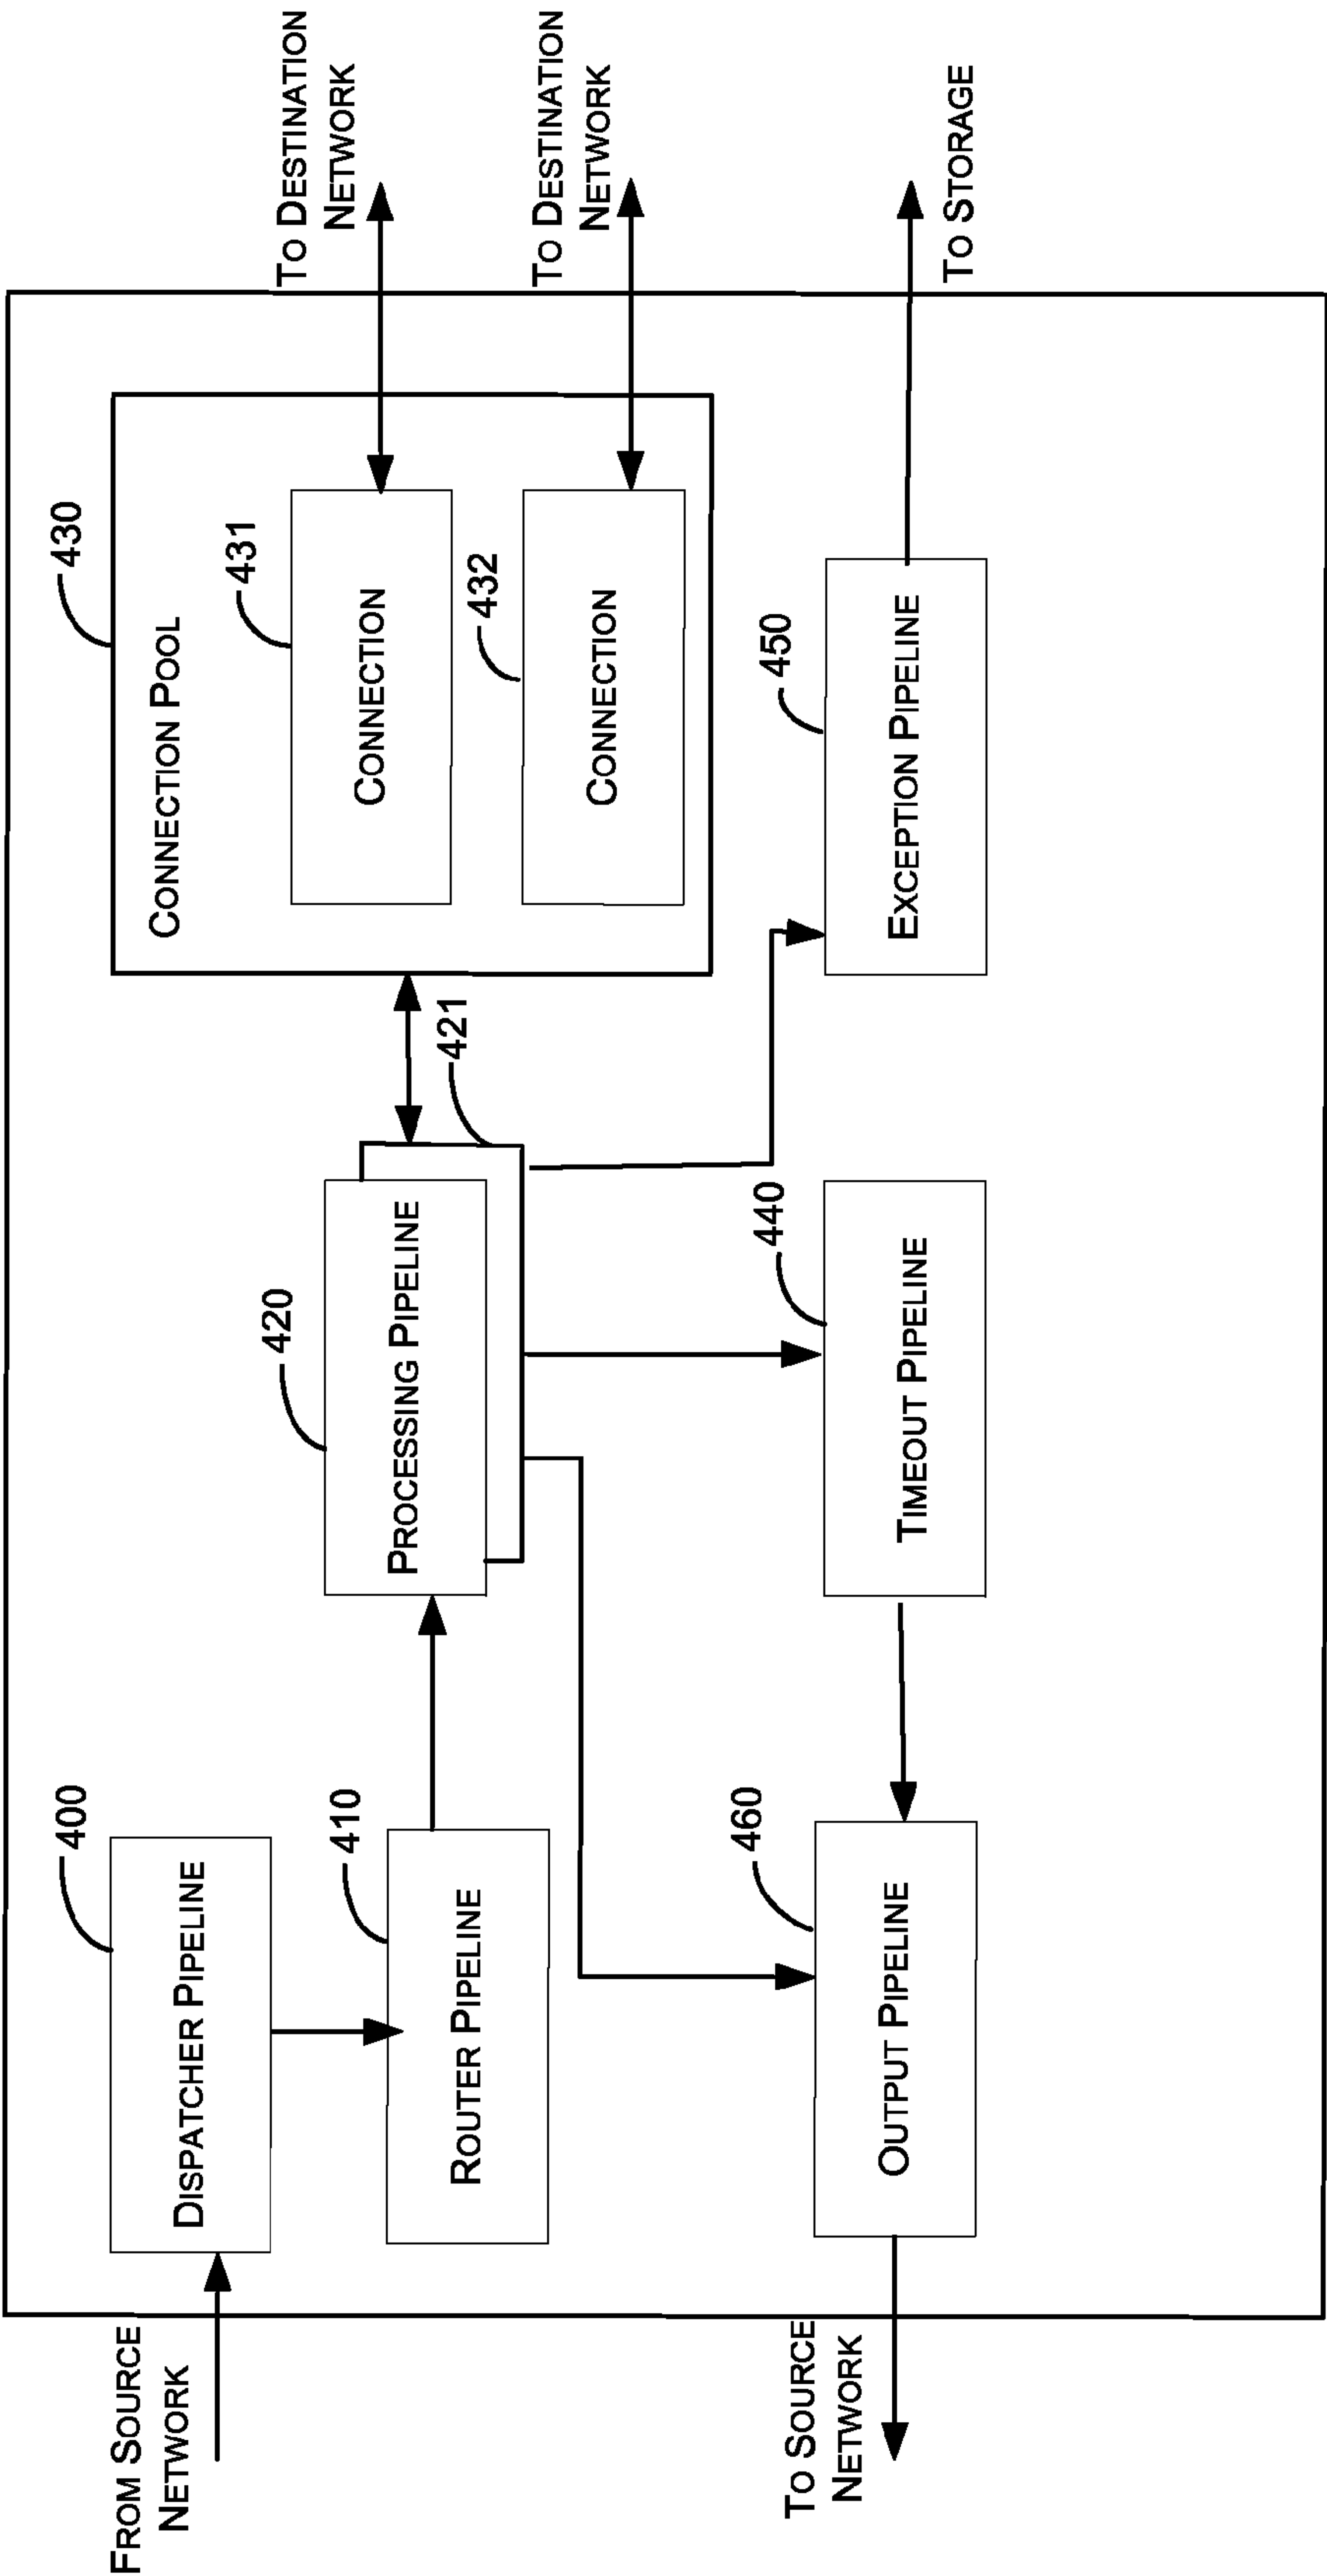 FROM SOURCE
NETWORK
400
DISPATCHER PIPELINE
410
ROUTER PIPELINE
420
PROCESSING PIPELINE
421
430
CONNECTION POOL
431
CONNECTION
432
CONNECTION
TO DESTINATION
NETWORK
TO DESTINATION
NETWORK
TO SOURCE
NETWORK
460
OUTPUT PIPELINE
440
TIMEOUT PIPELINE
450
EXCEPTION PIPELINE
TO STORAGE